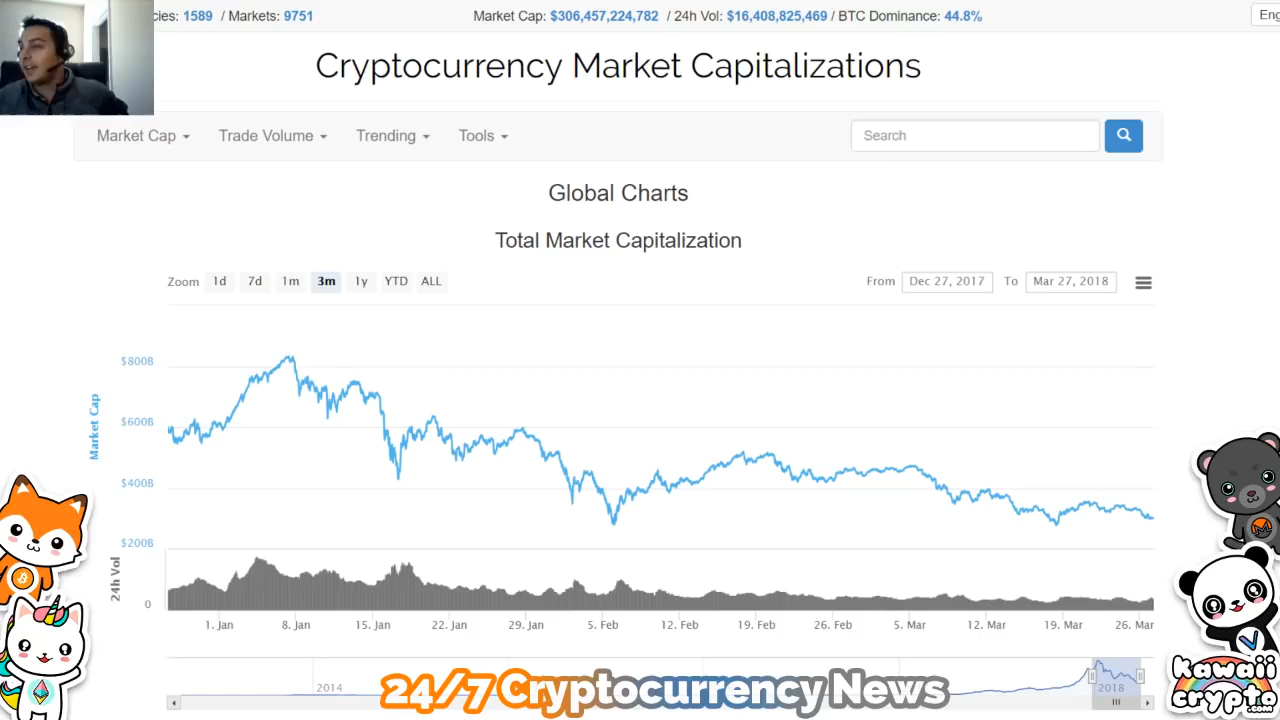 cies: 1589 / Markets: 9751
Market Cap: $306,457,224,782 / 24h Vol: $16,408,825,469 / BTC Dominance: 44.8%
Eng
Cryptocurrency Market Capitalizations
Market Cap Trade Volume Trending Tools Search
Global Charts
Total Market Capitalization
Zoom 1d 7d 1m 3m 1y YTD ALL From Dec 27, 2017 To Mar 27, 2018
$800B
$600B
$400B
$200B
0
Market Cap
24h Vol
1. Jan 8. Jan 15. Jan 22. Jan 29. Jan 5. Feb 12. Feb 19. Feb 26. Feb 5. Mar 12. Mar 19. Mar 26. Mar
2014 2018
24/7 Cryptocurrency News
kawaii
crypto.com